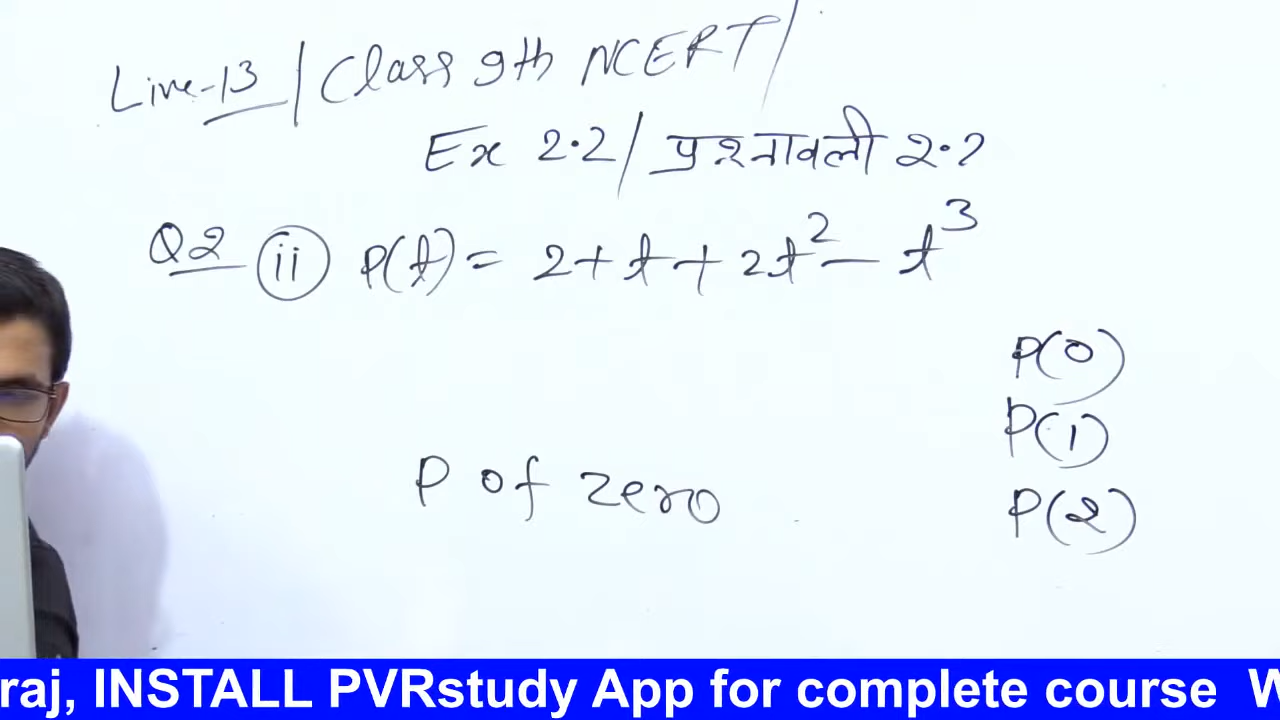 Live-13 / Class 9th NCERT /
Ex 2.2 / प्रश्नावली 2.2
Q2 (ii) P(t) = 2 + t + 2t² - t³
P(0)
P(1)
P of zero
P(2)
raj, INSTALL PVRstudy App for complete course W